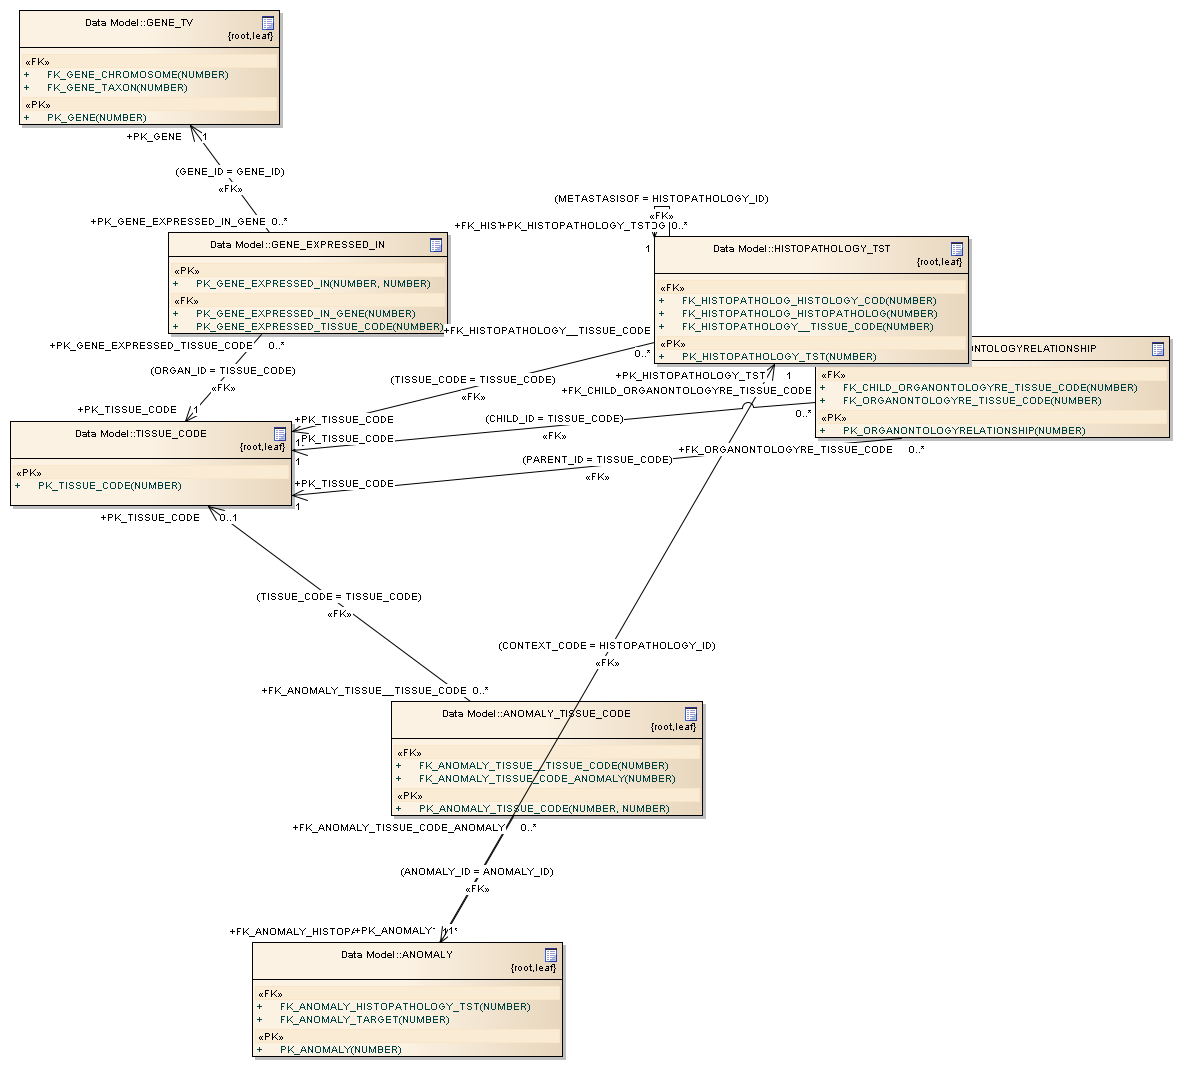 Data Model::GENE_TV
{root,leaf}
«FK»
+ FK_GENE_CHROMOSOME(NUMBER)
+ FK_GENE_TAXON(NUMBER)
«PK»
+ PK_GENE(NUMBER)
+PK_GENE 1
(GENE_ID = GENE_ID)
«FK»
+PK_GENE_EXPRESSED_IN_GENE 0..*
Data Model::GENE_EXPRESSED_IN
«PK»
+ PK_GENE_EXPRESSED_IN(NUMBER, NUMBER)
«FK»
+ PK_GENE_EXPRESSED_IN_GENE(NUMBER)
+ PK_GENE_EXPRESSED_TISSUE_CODE(NUMBER)
+PK_GENE_EXPRESSED_TISSUE_CODE 0..*
(ORGAN_ID = TISSUE_CODE)
«FK»
+PK_TISSUE_CODE 1
(METASTASISOF = HISTOPATHOLOGY_ID)
«FK»
+FK_HIST +PK_HISTOPATHOLOGY_TST OG 0..*
1
Data Model::HISTOPATHOLOGY_TST
{root,leaf}
«FK»
+ FK_HISTOPATHOLOG_HISTOLOGY_COD(NUMBER)
+ FK_HISTOPATHOLOG_HISTOPATHOLOG(NUMBER)
+ FK_HISTOPATHOLOGY__TISSUE_CODE(NUMBER)
«PK»
+ PK_HISTOPATHOLOGY_TST(NUMBER)
+FK_HISTOPATHOLOGY__TISSUE_CODE
0..*
(TISSUE_CODE = TISSUE_CODE)
«FK»
+PK_TISSUE_CODE
1
NTOLOGYRELATIONSHIP
«FK»
+ FK_CHILD_ORGANONTOLOGYRE_TISSUE_CODE(NUMBER)
+ FK_ORGANONTOLOGYRE_TISSUE_CODE(NUMBER)
«PK»
+ PK_ORGANONTOLOGYRELATIONSHIP(NUMBER)
+PK_HISTOPATHOLOGY_TST 1
+FK_CHILD_ORGANONTOLOGYRE_TISSUE_CODE
0..*
(CHILD_ID = TISSUE_CODE)
«FK»
+PK_TISSUE_CODE
1
+FK_ORGANONTOLOGYRE_TISSUE_CODE 0..*
(PARENT_ID = TISSUE_CODE)
«FK»
+PK_TISSUE_CODE
1
Data Model::TISSUE_CODE
{root,leaf}
«PK»
+ PK_TISSUE_CODE(NUMBER)
+PK_TISSUE_CODE 0..1
(TISSUE_CODE = TISSUE_CODE)
«FK»
+FK_ANOMALY_TISSUE__TISSUE_CODE 0..*
(CONTEXT_CODE = HISTOPATHOLOGY_ID)
«FK»
Data Model::ANOMALY_TISSUE_CODE
{root,leaf}
«FK»
+ FK_ANOMALY_TISSUE__TISSUE_CODE(NUMBER)
+ FK_ANOMALY_TISSUE_CODE_ANOMALY(NUMBER)
«PK»
+ PK_ANOMALY_TISSUE_CODE(NUMBER, NUMBER)
+FK_ANOMALY_TISSUE_CODE_ANOMALY 0..*
(ANOMALY_ID = ANOMALY_ID)
«FK»
+FK_ANOMALY_HISTOP +PK_ANOMALY 1
Data Model::ANOMALY
{root,leaf}
«FK»
+ FK_ANOMALY_HISTOPATHOLOGY_TST(NUMBER)
+ FK_ANOMALY_TARGET(NUMBER)
«PK»
+ PK_ANOMALY(NUMBER)